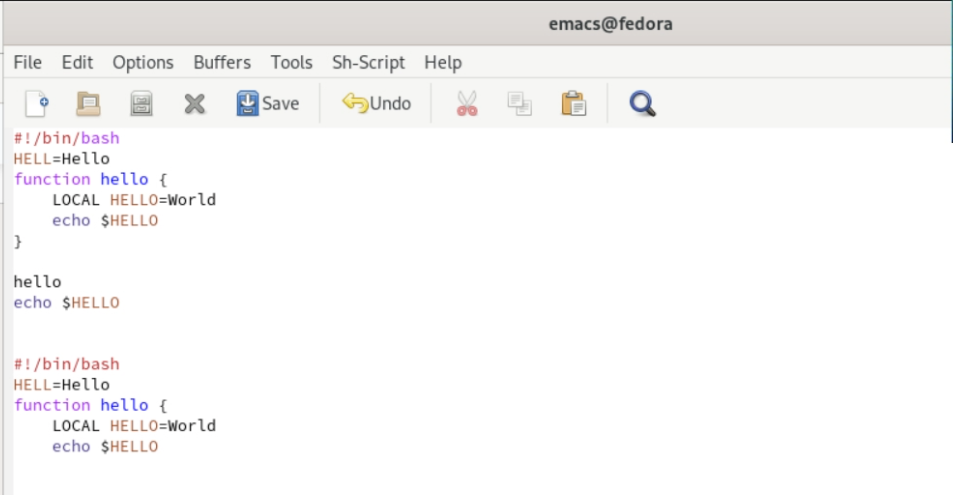 emacs@fedora
File Edit Options Buffers Tools Sh-Script Help
Save Undo
#!/bin/bash
HELL=Hello
function hello {
    LOCAL HELLO=World
    echo $HELLO
}
hello
echo $HELLO
#!/bin/bash
HELL=Hello
function hello {
    LOCAL HELLO=World
    echo $HELLO